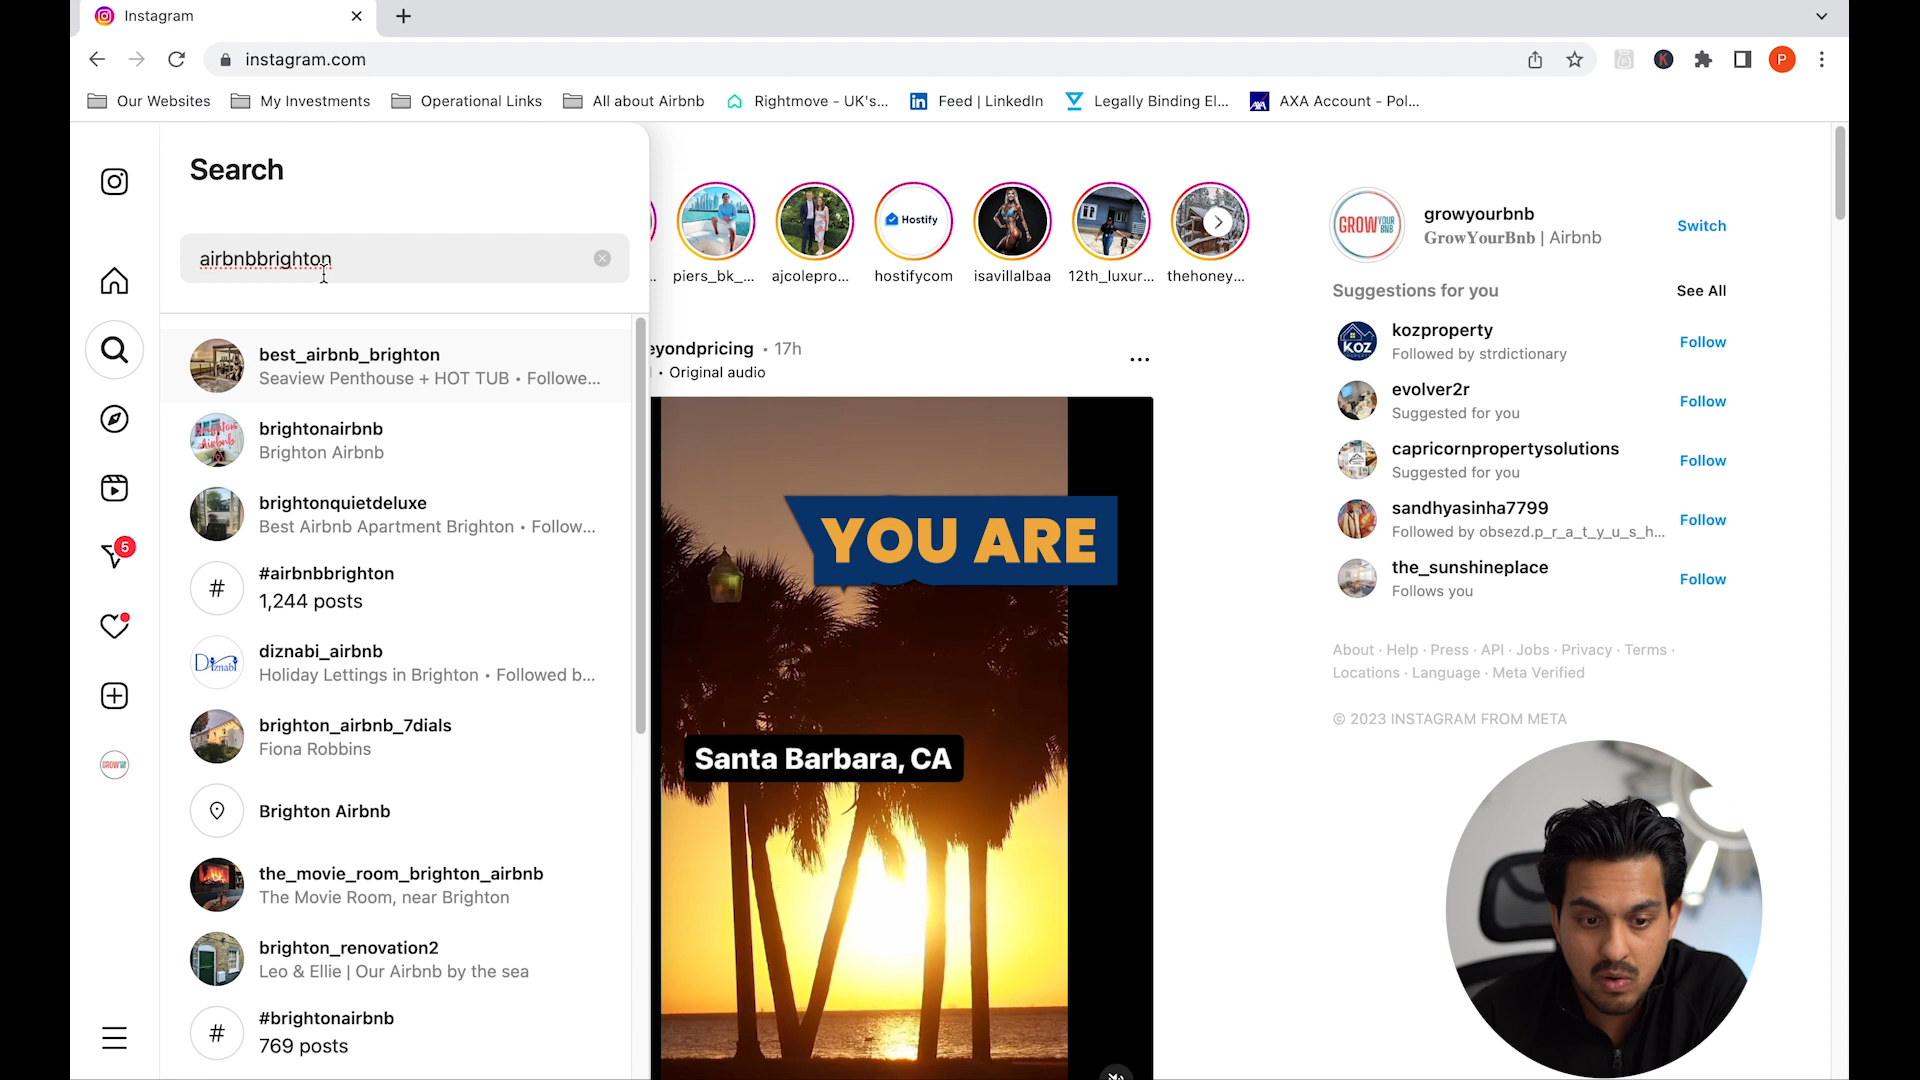 Instagram
instagram.com
K
P
Our Websites
My Investments
Operational Links
All about Airbnb
Rightmove - UK's...
Feed | LinkedIn
Legally Binding El...
AXA Account - Pol...
Search
airbnbbrighton
best_airbnb_brighton
Seaview Penthouse + HOT TUB • Followe...
brightonairbnb
Brighton Airbnb
brightonquietdeluxe
Best Airbnb Apartment Brighton • Follow...
#
#airbnbbrighton
1,244 posts
Diznabi
diznabi_airbnb
Holiday Lettings in Brighton • Followed b...
brighton_airbnb_7dials
Fiona Robbins
Brighton Airbnb
the_movie_room_brighton_airbnb
The Movie Room, near Brighton
brighton_renovation2
Leo & Ellie | Our Airbnb by the sea
#
#brightonairbnb
769 posts
5
Hostify
piers_bk_...
ajcolepro...
hostifycom
isavillalbaa
12th_luxur...
thehoney...
eyondpricing • 17h
• Original audio
YOU ARE
Santa Barbara, CA
GROW YOUR BNB
growyourbnb
GrowYourBnb | Airbnb
Switch
Suggestions for you
See All
KOZ
kozproperty
Followed by strdictionary
Follow
evolver2r
Suggested for you
Follow
capricornpropertysolutions
Suggested for you
Follow
sandhyasinha7799
Followed by obsezd.p_r_a_t_y_u_s_h...
Follow
the_sunshineplace
Follows you
Follow
About · Help · Press · API · Jobs · Privacy · Terms ·
Locations · Language · Meta Verified
© 2023 INSTAGRAM FROM META